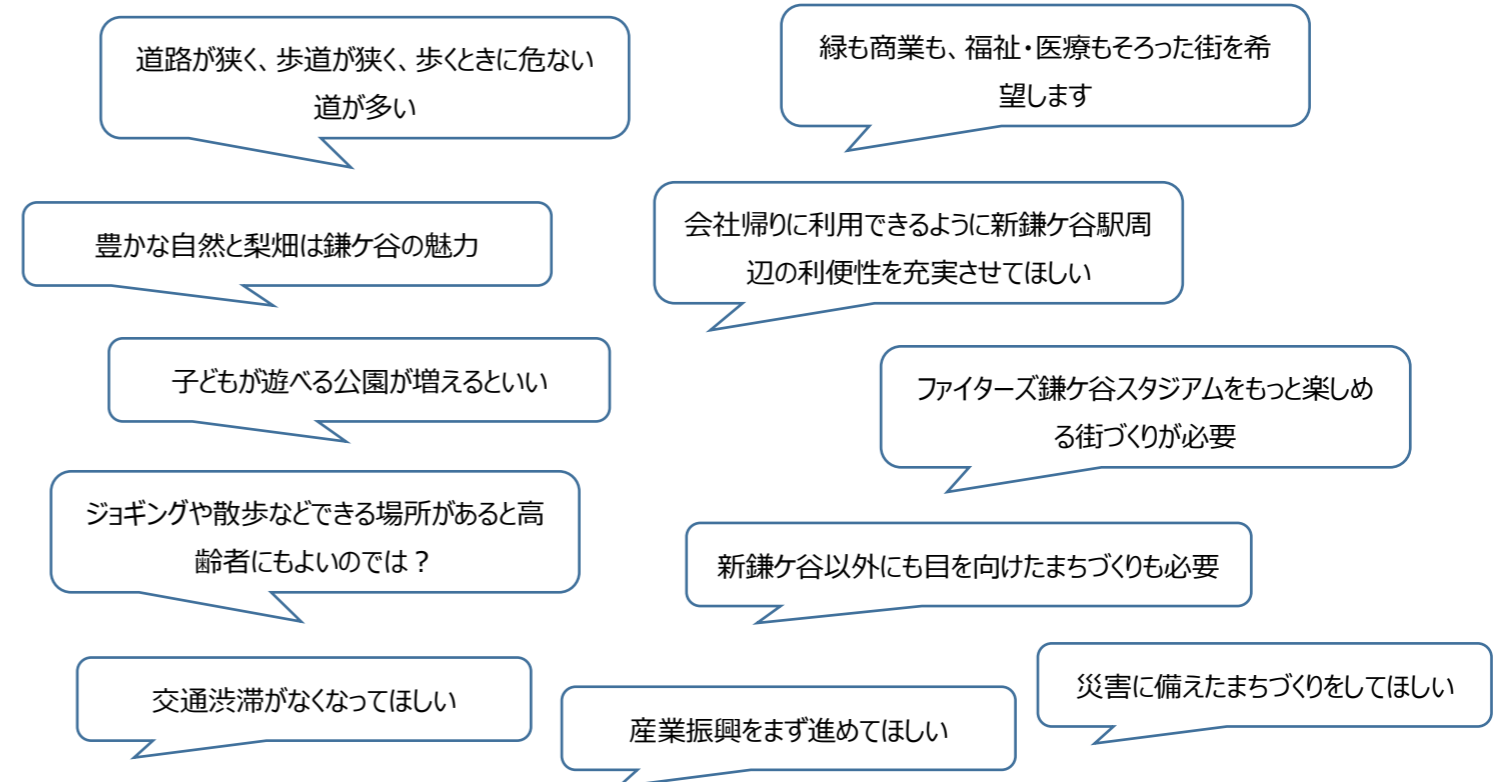 道路が狭く、歩道が狭く、歩くときに危ない
道が多い
緑も商業も、福祉・医療もそろった街を希
望します
豊かな自然と梨畑は鎌ケ谷の魅力
会社帰りに利用できるように新鎌ケ谷駅周
辺の利便性を充実させてほしい
子どもが遊べる公園が増えるといい
ファイターズ鎌ケ谷スタジアムをもっと楽しめ
る街づくりが必要
ジョギングや散歩などできる場所があると高
齢者にもよいのでは？
新鎌ケ谷以外にも目を向けたまちづくりも必要
交通渋滞がなくなってほしい
産業振興をまず進めてほしい
災害に備えたまちづくりをしてほしい